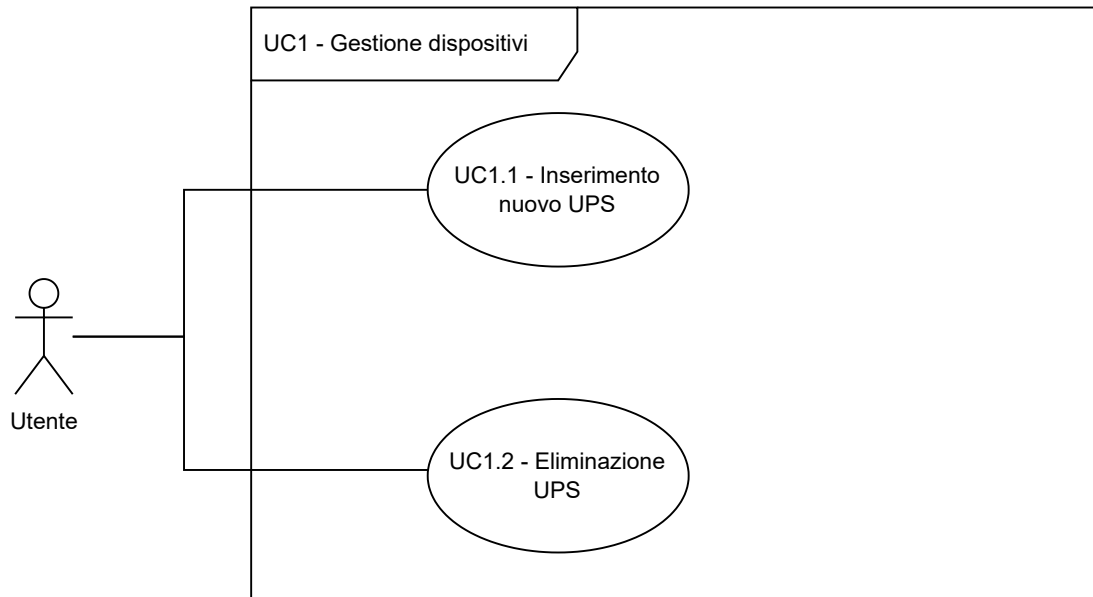 UC1 - Gestione dispositivi
UC1.1 - Inserimento
nuovo UPS
Utente
UC1.2 - Eliminazione
UPS